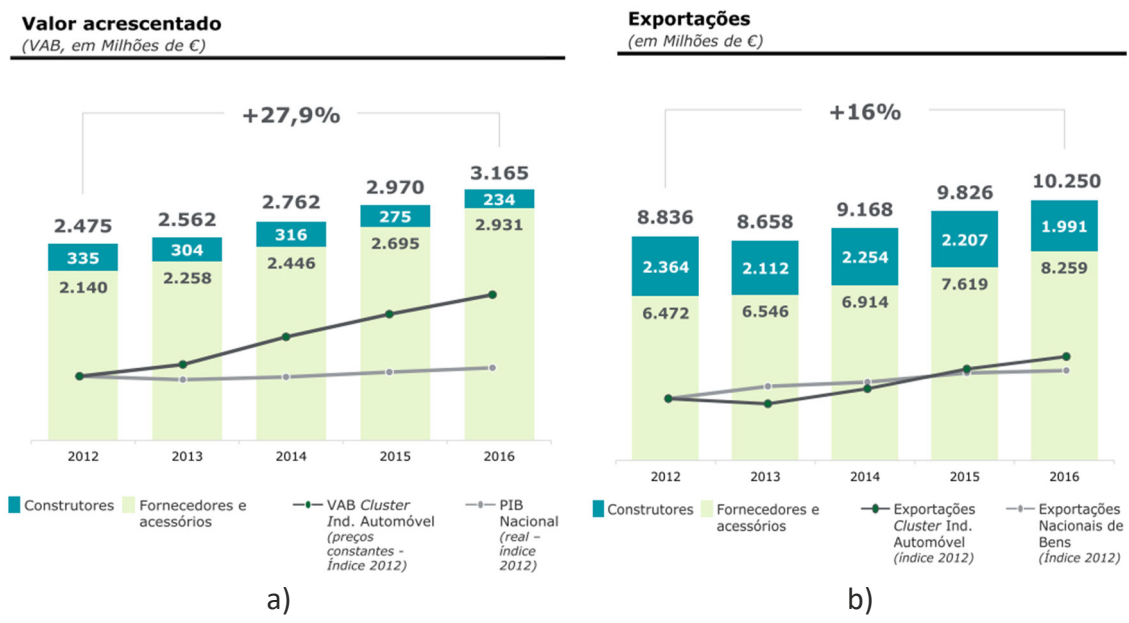 Valor acrescentado
(VAB, em Milhões de €)
+27,9%
2.475
2.562
2.762
2.970
3.165
335
304
316
275
234
2.140
2.258
2.446
2.695
2.931
2012
2013
2014
2015
2016
Construtores
Fornecedores e
acessórios
VAB Cluster
Ind. Automóvel
(preços
constantes -
Índice 2012)
PIB
Nacional
(real –
índice
2012)
a)
Exportações
(em Milhões de €)
+16%
8.836
8.658
9.168
9.826
10.250
2.364
2.112
2.254
2.207
1.991
6.472
6.546
6.914
7.619
8.259
2012
2013
2014
2015
2016
Construtores
Fornecedores e
acessórios
Exportações
Cluster Ind.
Automóvel
(índice 2012)
Exportações
Nacionais de
Bens
(Índice 2012)
b)